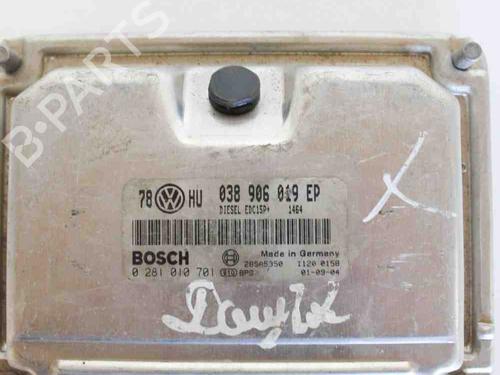 B-PARTS
78 HU 038 906 019 EP
DIESEL EDC15P+ 1464
BOSCH
Made in Germany
28SA5350 1120 0158
0 281 010 701 BPS 01-09-04